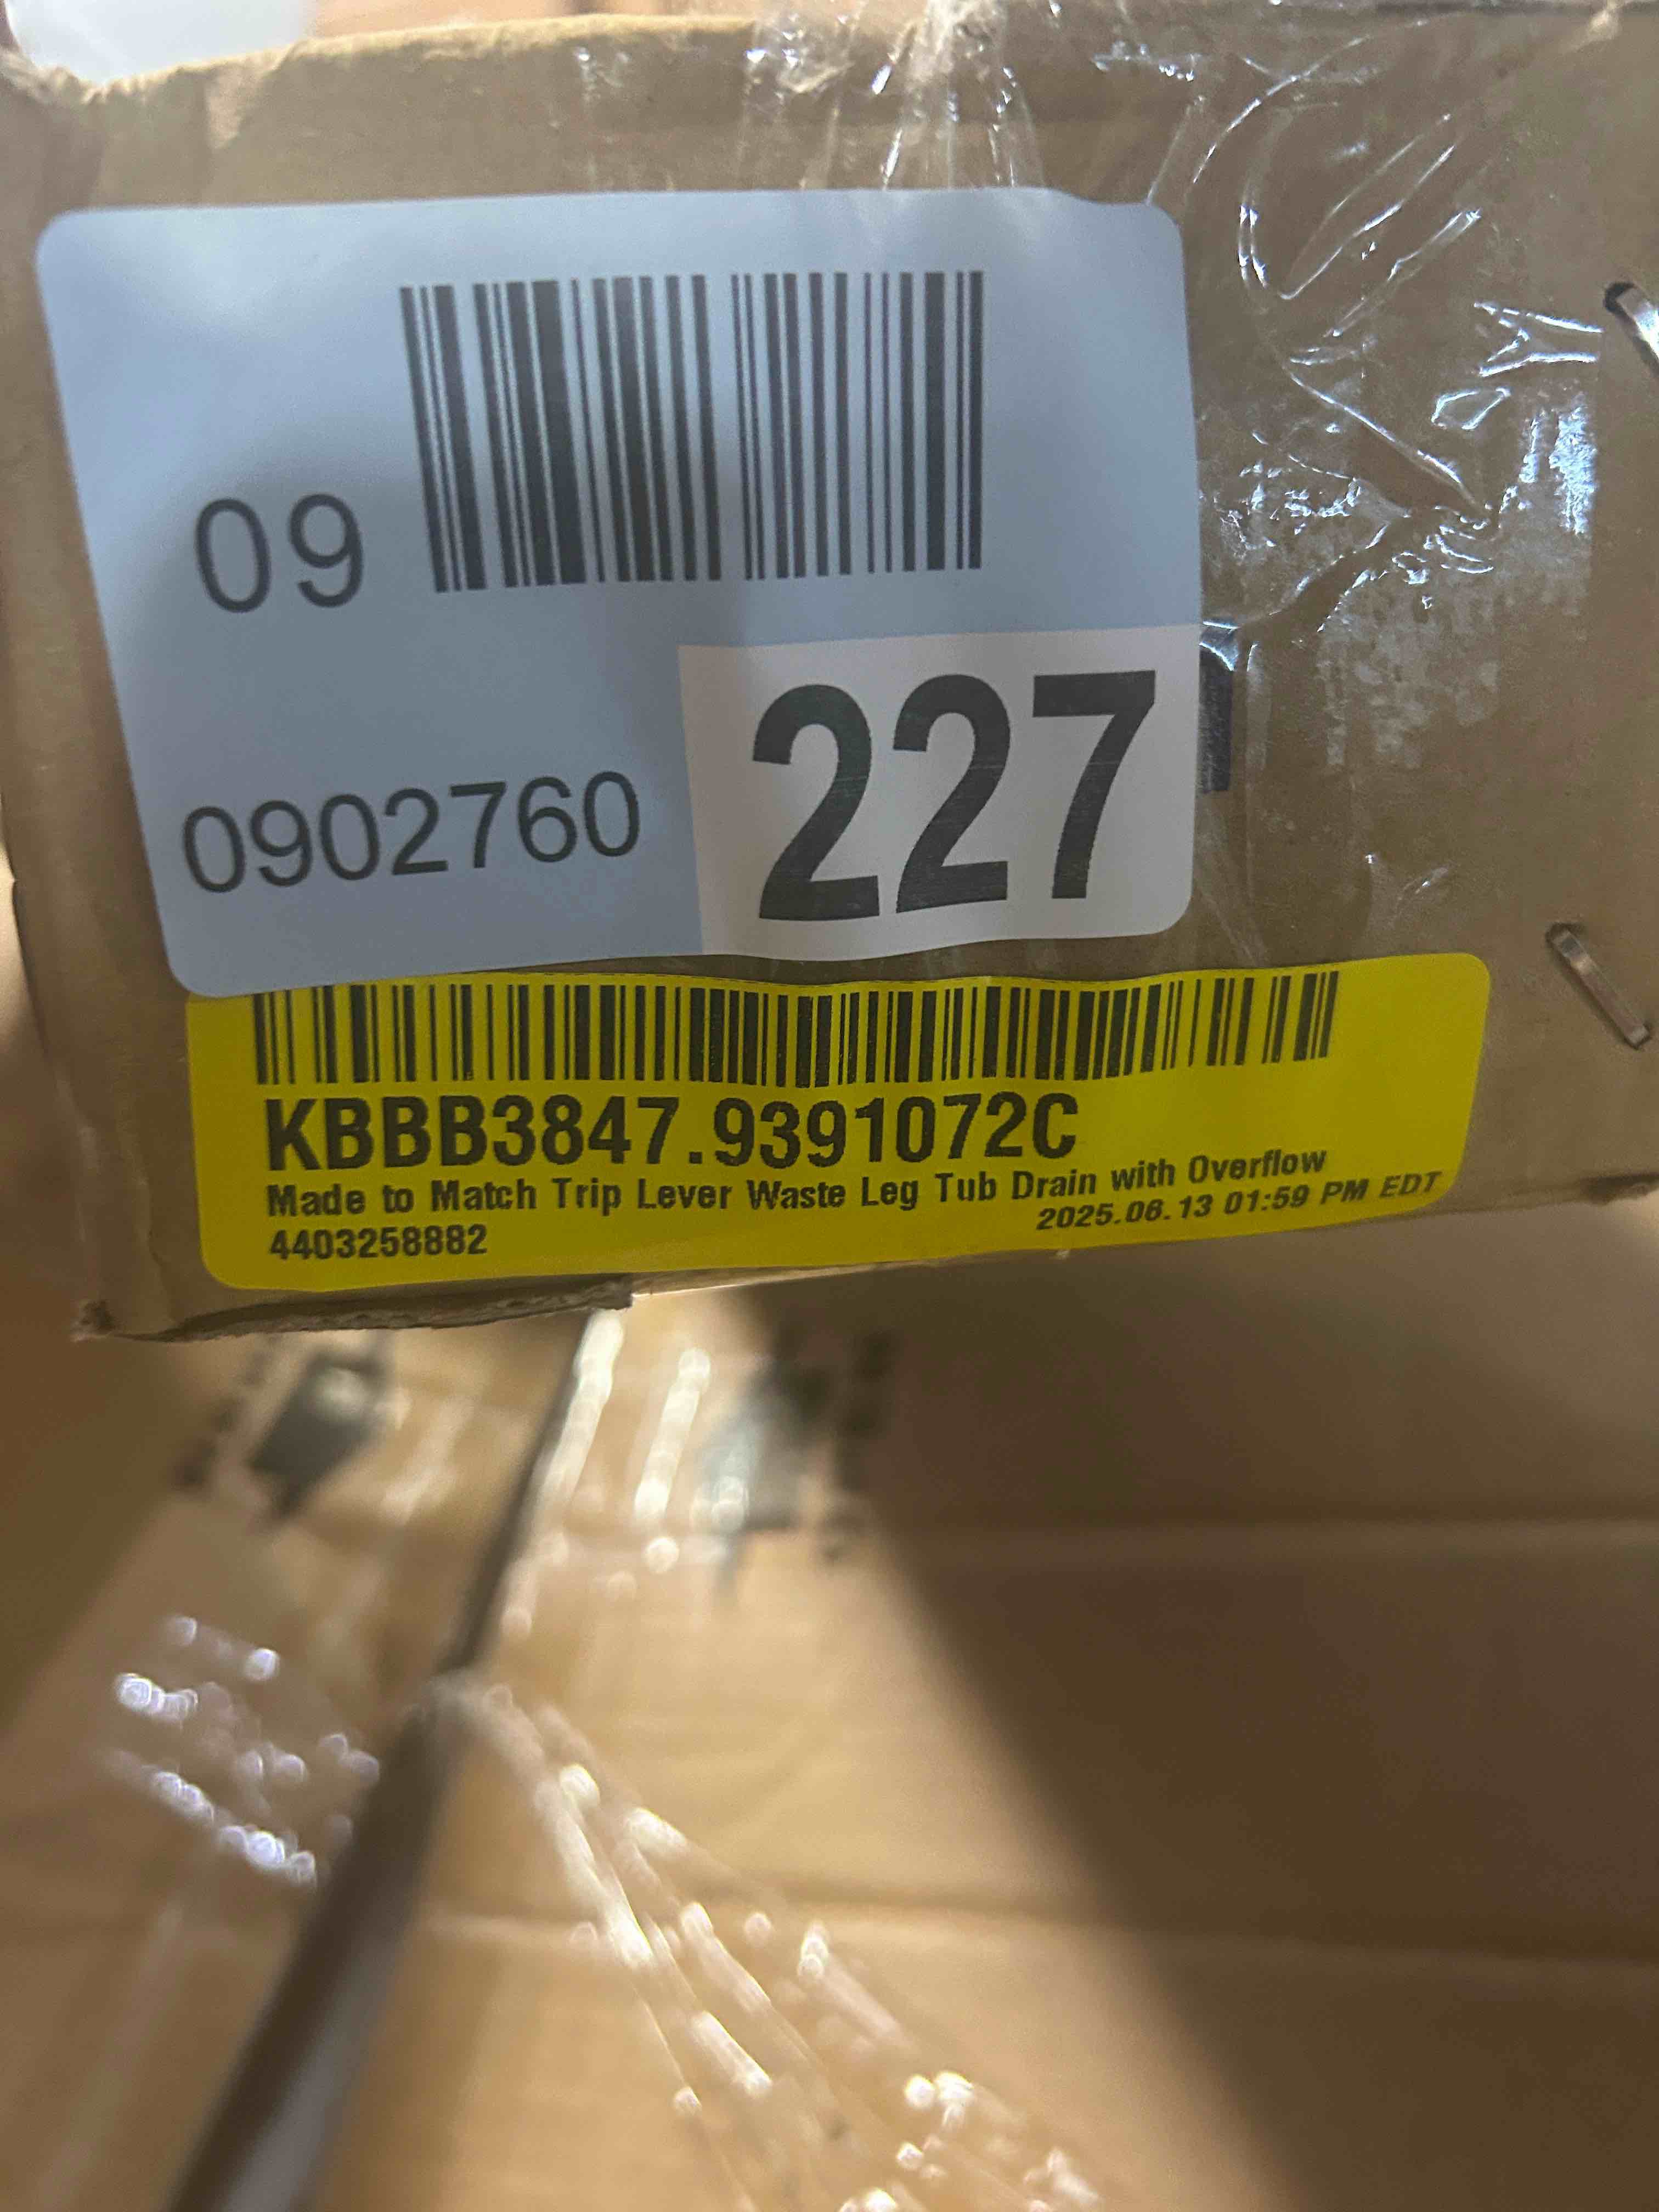 09
0902760
227
KBBB3847.9391072C
Made to Match Trip Lever Waste Leg Tub Drain with Overflow
2025.06.13 01:59 PM EDT
4403258882